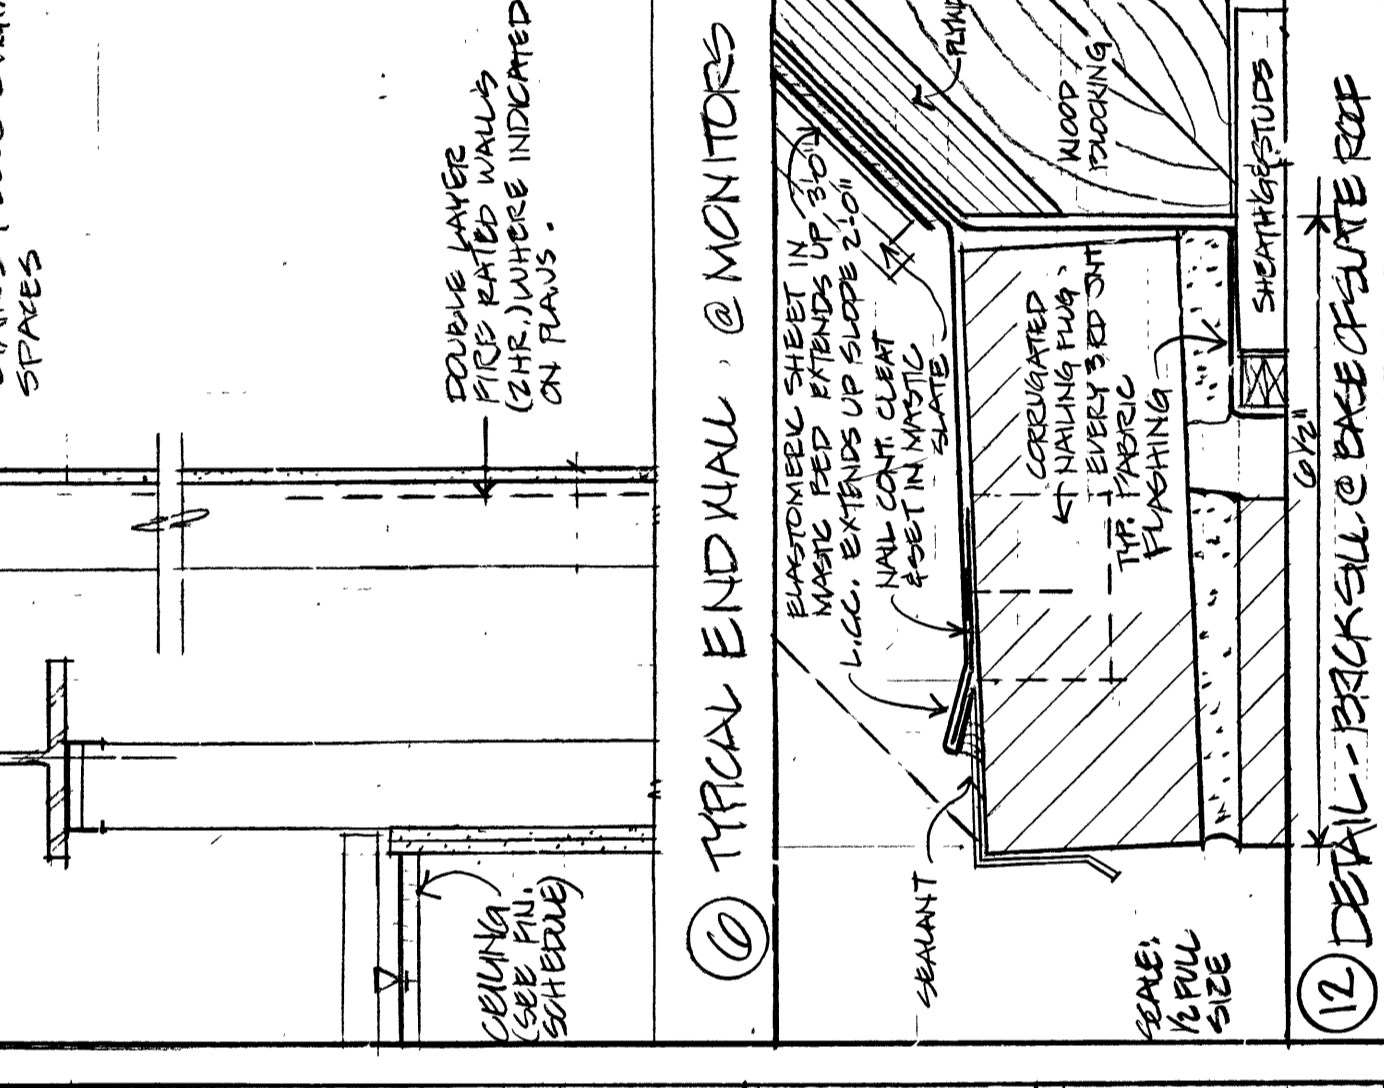 SPACES
DOUBLE LAYER
FIRE RATED WALLS
(2HR.) WHERE INDICATED
ON PLANS.
CEILING
(SEE FIN.
SCHEDULE)
6 TYPICAL END WALL. @ MONITORS
ELASTOMERIC SHEET IN
MASTIC BED EXTENDS UP 3'-0"
L.C.C. EXTENDS UP SLOPE 2'-0"
NAIL CONT. CLEAT
& SET IN MASTIC
SLATE
SEALANT
CORRUGATED
NAILING PLUG,
EVERY 3RD JNT
TYP. FABRIC
FLASHING
WOOD
BLOCKING
SHEATH'G & STUDS
6 1/2"
SCALE:
1/2 FULL
SIZE
12 DETAIL -- BRICK SILL @ BASE OF SLATE ROOF